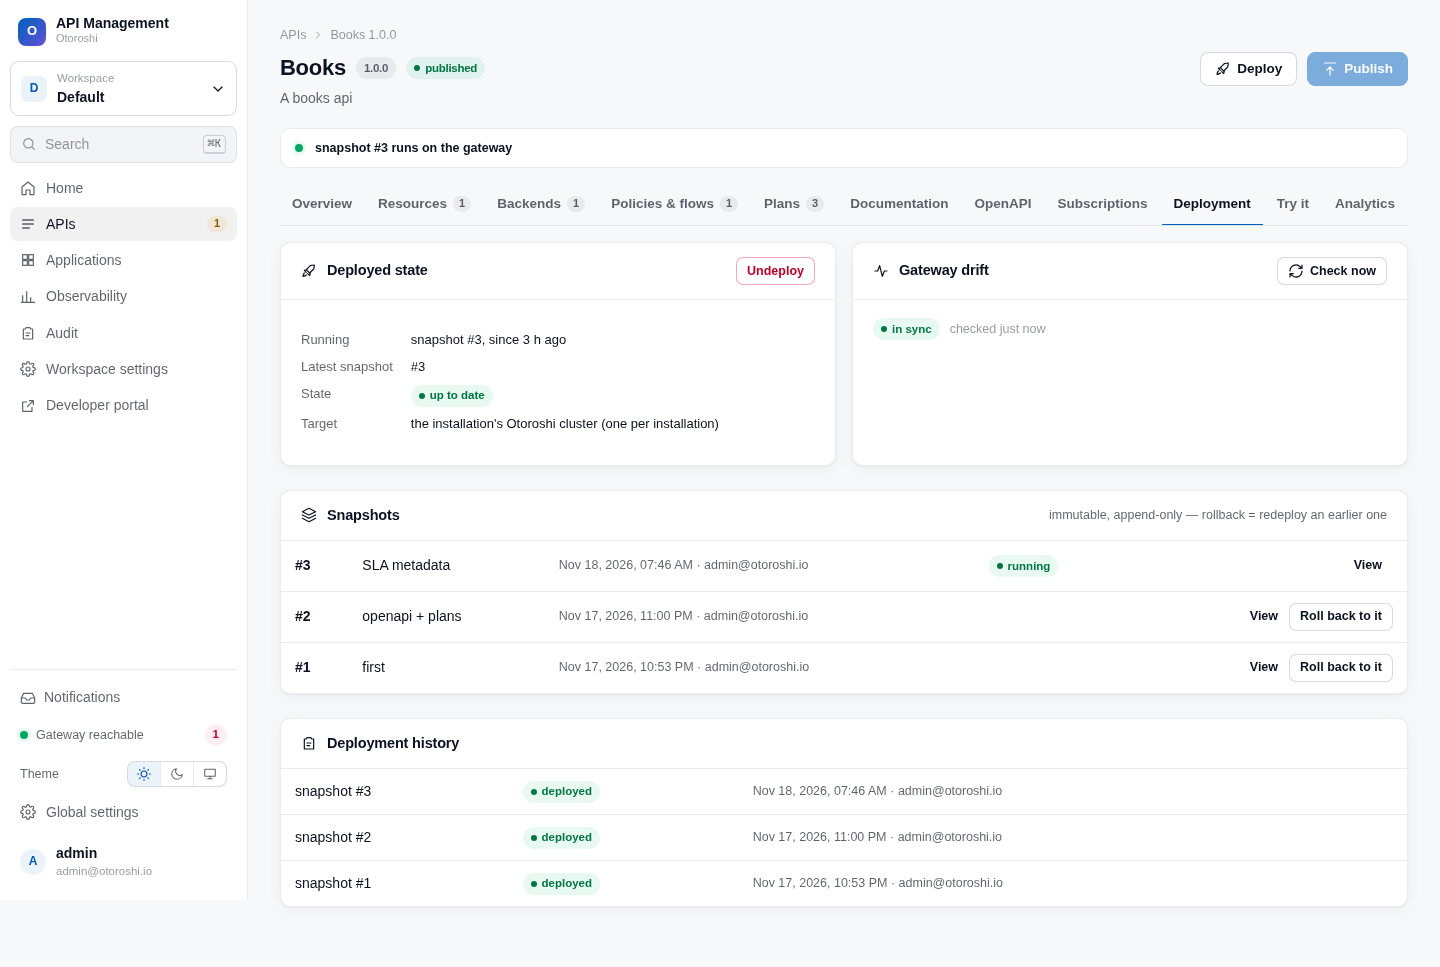 O
API Management
Otoroshi
D
Workspace
Default
Search
⌘K
Home
APIs
1
Applications
Observability
Audit
Workspace settings
Developer portal
Notifications
Gateway reachable
1
Theme
Global settings
A
admin
admin@otoroshi.io
APIs
Books 1.0.0
Books
1.0.0
published
Deploy
Publish
A books api
snapshot #3 runs on the gateway
Overview
Resources 1
Backends 1
Policies & flows 1
Plans 3
Documentation
OpenAPI
Subscriptions
Deployment
Try it
Analytics
Deployed state
Undeploy
Running
snapshot #3, since 3 h ago
Latest snapshot
#3
State
up to date
Target
the installation's Otoroshi cluster (one per installation)
Gateway drift
Check now
in sync
checked just now
Snapshots
immutable, append-only — rollback = redeploy an earlier one
#3
SLA metadata
Nov 18, 2026, 07:46 AM · admin@otoroshi.io
running
View
#2
openapi + plans
Nov 17, 2026, 11:00 PM · admin@otoroshi.io
View
Roll back to it
#1
first
Nov 17, 2026, 10:53 PM · admin@otoroshi.io
View
Roll back to it
Deployment history
snapshot #3
deployed
Nov 18, 2026, 07:46 AM · admin@otoroshi.io
snapshot #2
deployed
Nov 17, 2026, 11:00 PM · admin@otoroshi.io
snapshot #1
deployed
Nov 17, 2026, 10:53 PM · admin@otoroshi.io